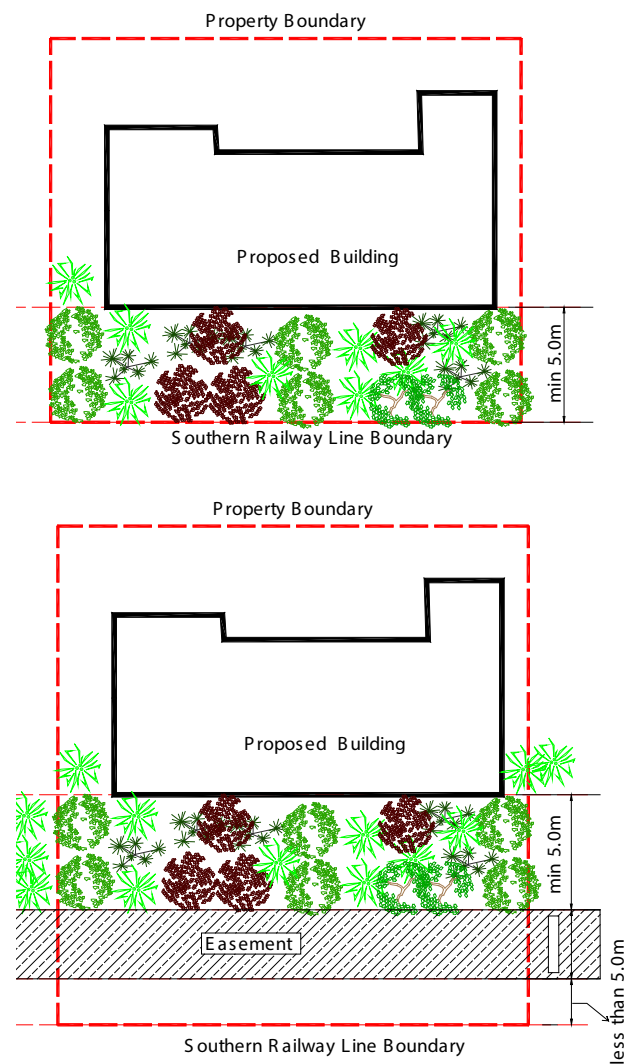 Property Boundary
Proposed Building
min 5.0m
Southern Railway Line Boundary
Property Boundary
Proposed Building
min 5.0m
Easement
less than 5.0m
Southern Railway Line Boundary